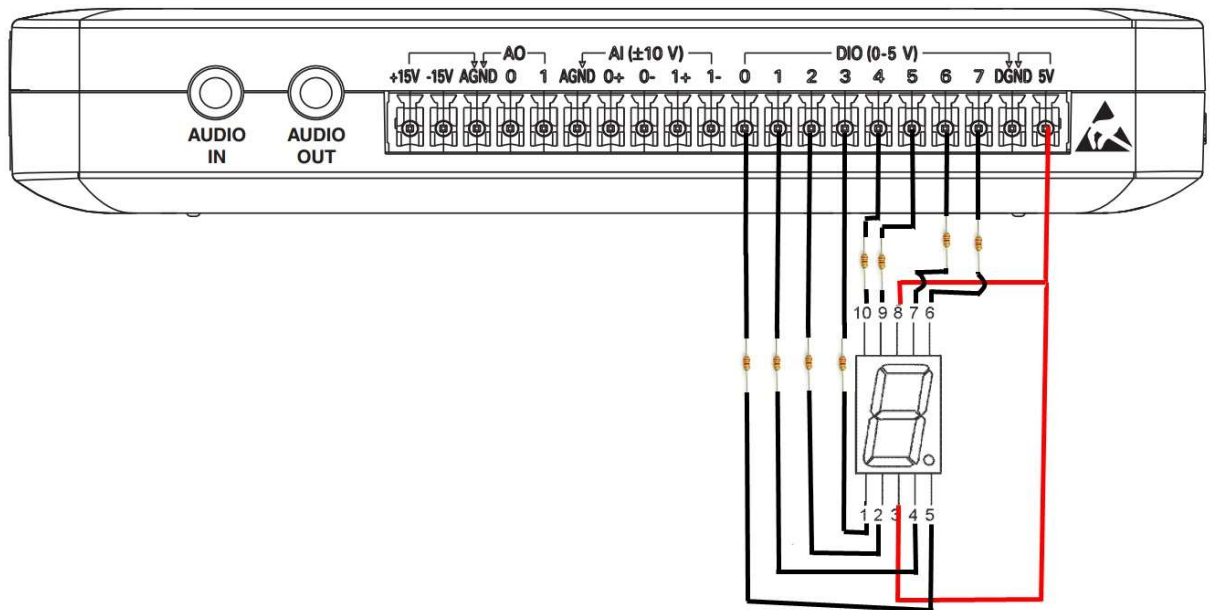 AO AI (±10 V) DIO (0-5 V)
+15V -15V AGND 0 1 AGND 0+ 0- 1+ 1- 0 1 2 3 4 5 6 7 DGND 5V
AUDIO
IN
AUDIO
OUT
10 9 8 7 6
1 2 3 4 5